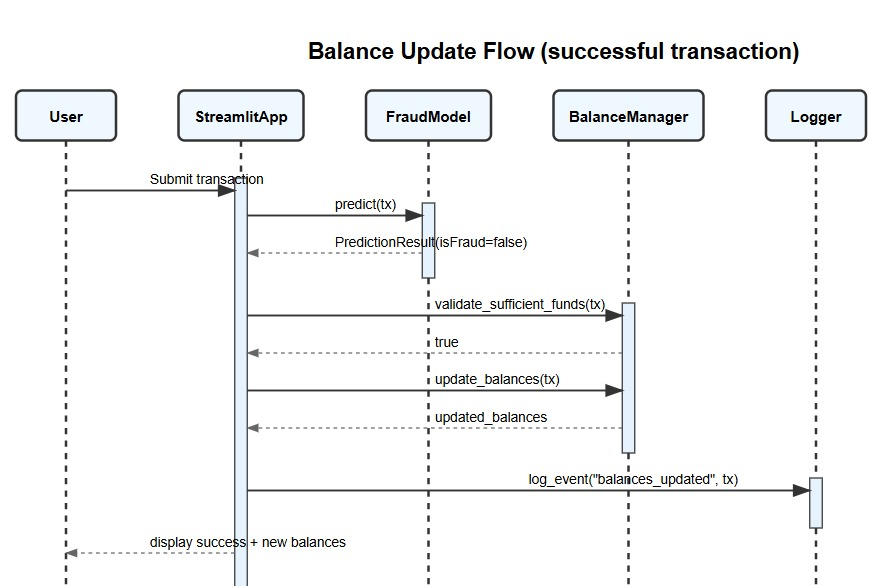 Balance Update Flow (successful transaction)
User
StreamlitApp
FraudModel
BalanceManager
Logger
Submit transaction
predict(tx)
PredictionResult(isFraud=false)
validate_sufficient_funds(tx)
true
update_balances(tx)
updated_balances
log_event("balances_updated", tx)
display success + new balances